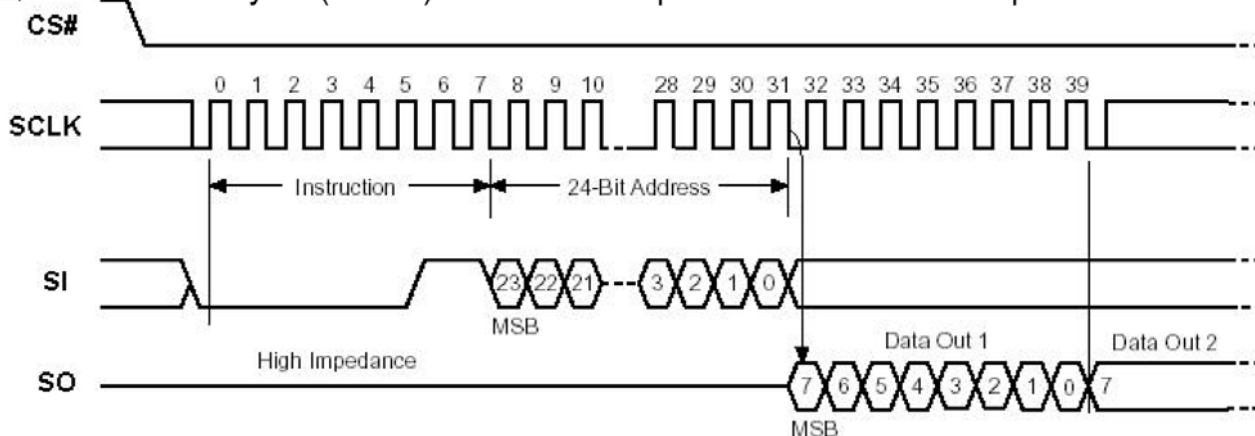 CS#
0 1 2 3 4 5 6 7 8 9 10 28 29 30 31 32 33 34 35 36 37 38 39
SCLK
Instruction 24-Bit Address
SI 23 22 21 3 2 1 0
MSB
High Impedance Data Out 1 Data Out 2
SO 7 6 5 4 3 2 1 0 7
MSB